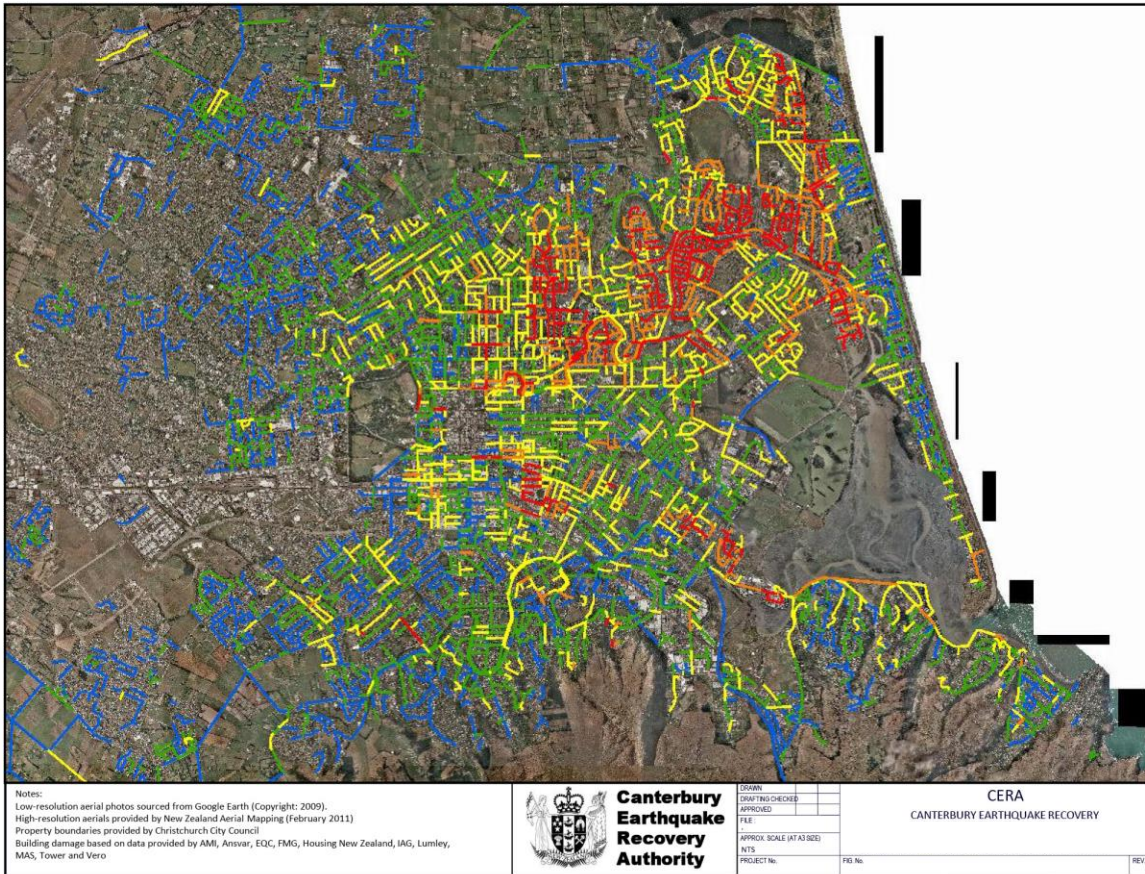 Notes:
Low-resolution aerial photos sourced from Google Earth (Copyright: 2009).
High-resolution aerials provided by New Zealand Aerial Mapping (February 2011)
Property boundaries provided by Christchurch City Council
Building damage based on data provided by AMI, Ansvar, EQC, FMG, Housing New Zealand, IAG, Lumley,
MAS, Tower and Vero
Canterbury
Earthquake
Recovery
Authority
DRAWN
DRAFTING CHECKED
APPROVED
FILE :
APPROX. SCALE (AT A3 SIZE)
NTS
PROJECT No.
CERA
CANTERBURY EARTHQUAKE RECOVERY
FIG. No.
REV.